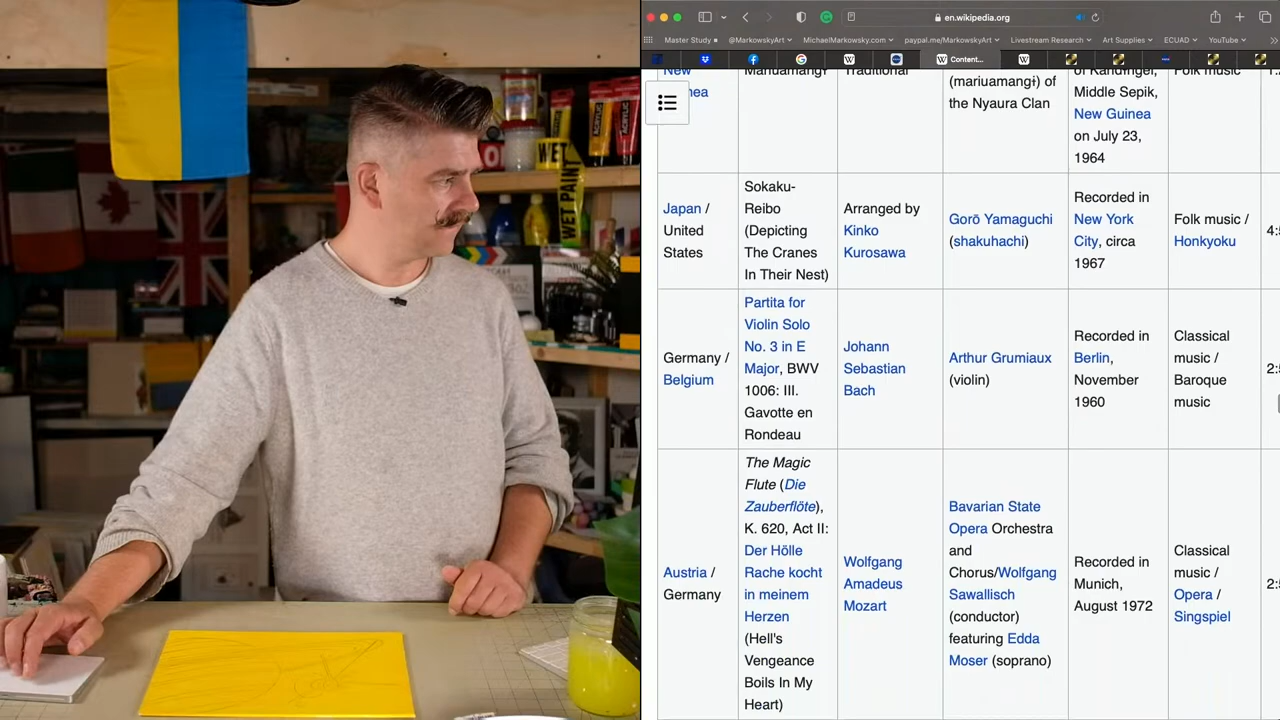 en.wikipedia.org
Master Study
@MarkowskyArt
MichaelMarkowsky.com
paypal.me/MarkowskyArt
Livestream Research
Art Supplies
ECUAD
YouTube
Content...
New
nea
Traditional
(mariuamangi) of
the Nyaura Clan
Middle Sepik,
New Guinea
on July 23,
1964
Folk music
Japan /
United
States
Sokaku-
Reibo
(Depicting
The Cranes
In Their Nest)
Arranged by
Kinko
Kurosawa
Gorō Yamaguchi
(shakuhachi)
Recorded in
New York
City, circa
1967
Folk music /
Honkyoku
Germany /
Belgium
Partita for
Violin Solo
No. 3 in E
Major, BWV
1006: III.
Gavotte en
Rondeau
Johann
Sebastian
Bach
Arthur Grumiaux
(violin)
Recorded in
Berlin,
November
1960
Classical
music /
Baroque
music
Austria /
Germany
The Magic
Flute (Die
Zauberflöte),
K. 620, Act II:
Der Hölle
Rache kocht
in meinem
Herzen
(Hell's
Vengeance
Boils In My
Heart)
Wolfgang
Amadeus
Mozart
Bavarian State
Opera Orchestra
and
Chorus/Wolfgang
Sawallisch
(conductor)
featuring Edda
Moser (soprano)
Recorded in
Munich,
August 1972
Classical
music /
Opera /
Singspiel
WET
WET PAINT
ACRYLIC
ACRYLIC